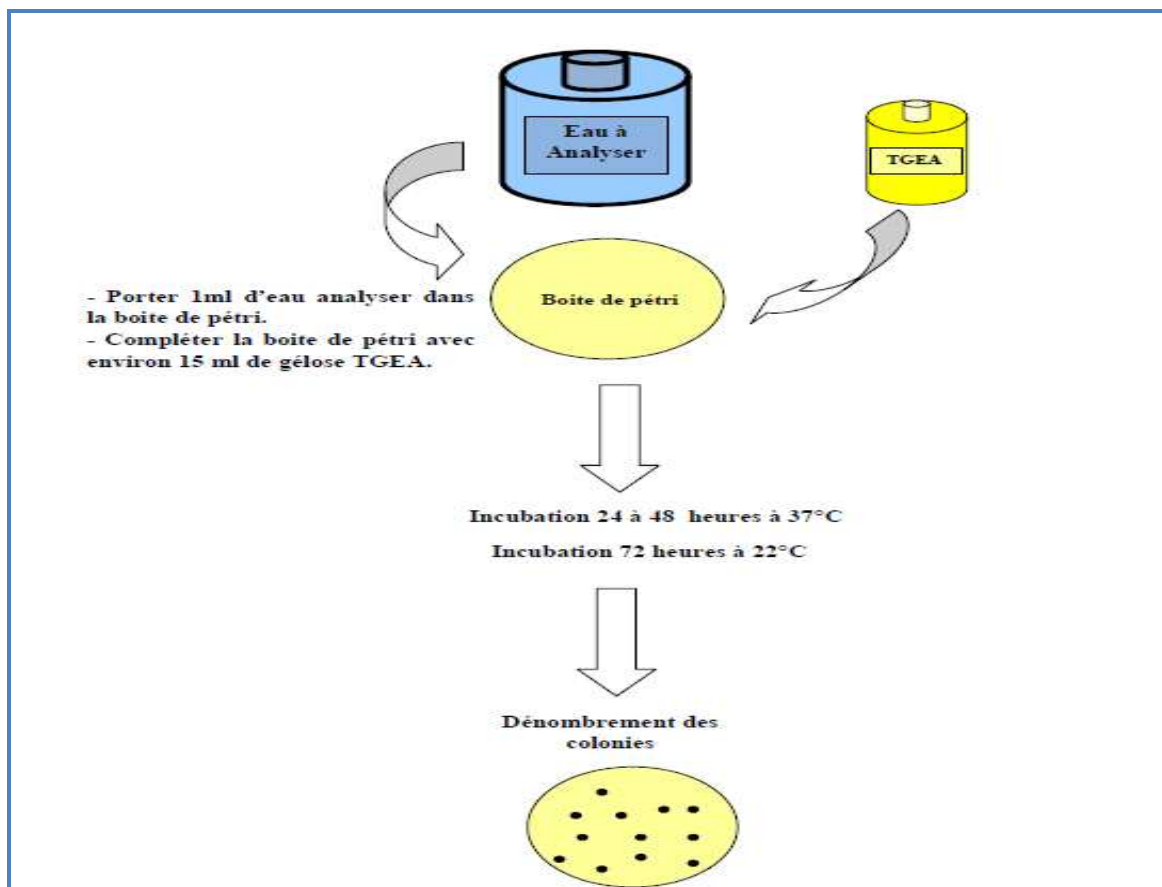 Eau à
Analyser
TGEA
Boite de pétri
- Porter 1ml d’eau analyser dans
la boite de pétri.
- Compléter la boite de pétri avec
environ 15 ml de gélose TGEA.
Incubation 24 à 48 heures à 37°C
Incubation 72 heures à 22°C
Dénombrement des
colonies